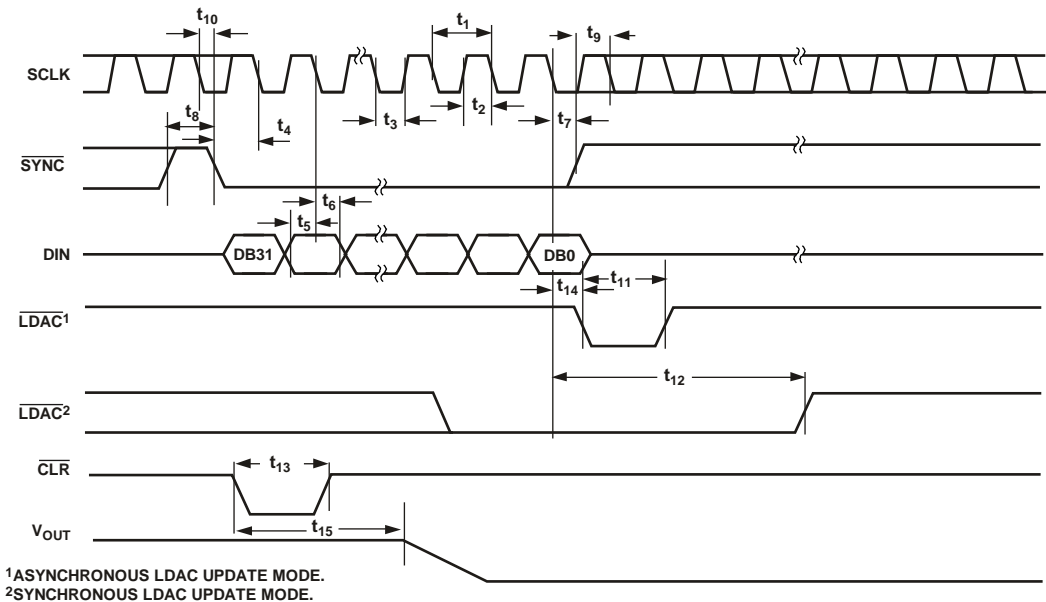 t10
t1
t9
SCLK
t8
t4
t3
t2
t7
SYNC
t6
t5
DIN
DB31
DB0
t14
t11
LDAC1
t12
LDAC2
CLR
t13
t15
VOUT
1ASYNCHRONOUS LDAC UPDATE MODE.
2SYNCHRONOUS LDAC UPDATE MODE.